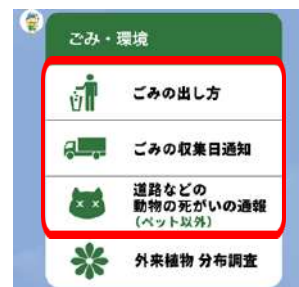 ごみ・環境
ごみの出し方
ごみの収集日通知
道路などの
動物の死がいの通報
(ペット以外)
外来植物 分布調査